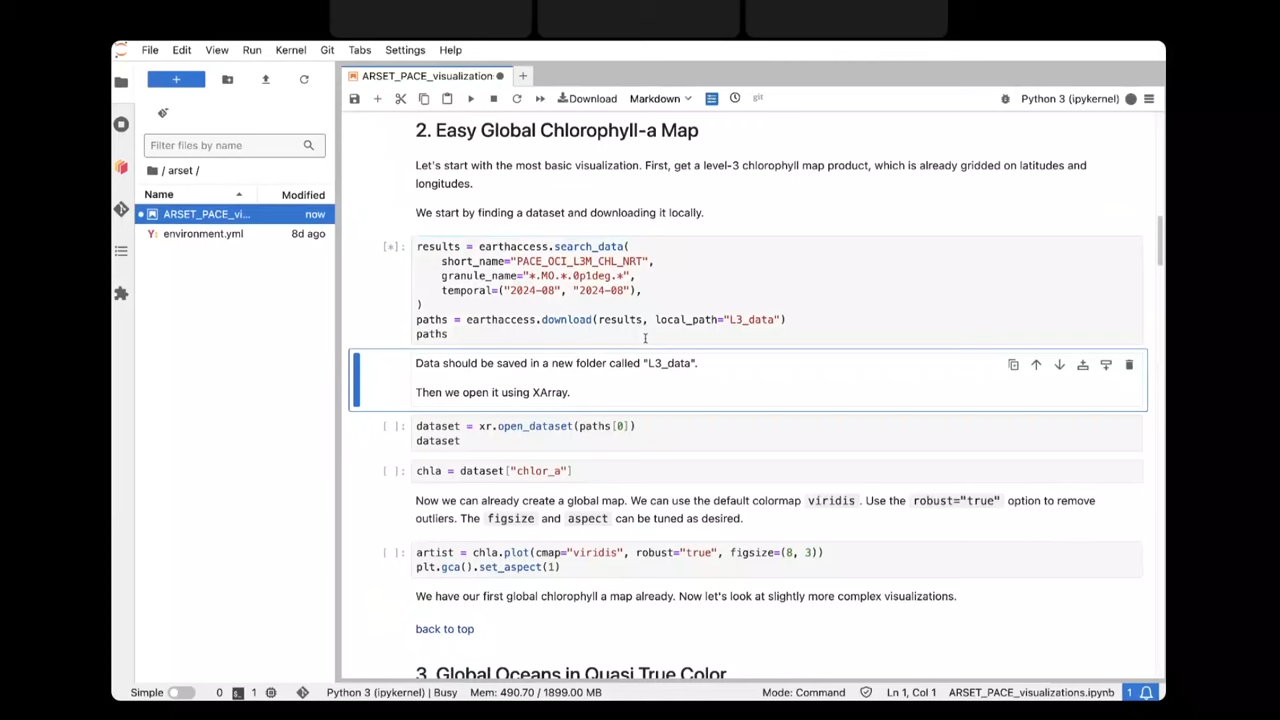 File Edit View Run Kernel Git Tabs Settings Help
ARSET_PACE_visualization
Download Markdown git Python 3 (ipykernel)
Filter files by name
/ arset /
Name Modified
ARSET_PACE_vi... now
Y: environment.yml 8d ago
2. Easy Global Chlorophyll-a Map
Let's start with the most basic visualization. First, get a level-3 chlorophyll map product, which is already gridded on latitudes and
longitudes.
We start by finding a dataset and downloading it locally.
[*]: results = earthaccess.search_data(
short_name="PACE_OCI_L3M_CHL_NRT",
granule_name="*.MO.*.0p1deg.*",
temporal=("2024-08", "2024-08"),
)
paths = earthaccess.download(results, local_path="L3_data")
paths
Data should be saved in a new folder called "L3_data".
Then we open it using XArray.
[ ]: dataset = xr.open_dataset(paths[0])
dataset
[ ]: chla = dataset["chlor_a"]
Now we can already create a global map. We can use the default colormap viridis. Use the robust="true" option to remove
outliers. The figsize and aspect can be tuned as desired.
[ ]: artist = chla.plot(cmap="viridis", robust="true", figsize=(8, 3))
plt.gca().set_aspect(1)
We have our first global chlorophyll a map already. Now let's look at slightly more complex visualizations.
back to top
3. Global Oceans in Quasi True Color
Simple 0 1 Python 3 (ipykernel) | Busy Mem: 490.70 / 1899.00 MB Mode: Command Ln 1, Col 1 ARSET_PACE_visualizations.ipynb 1